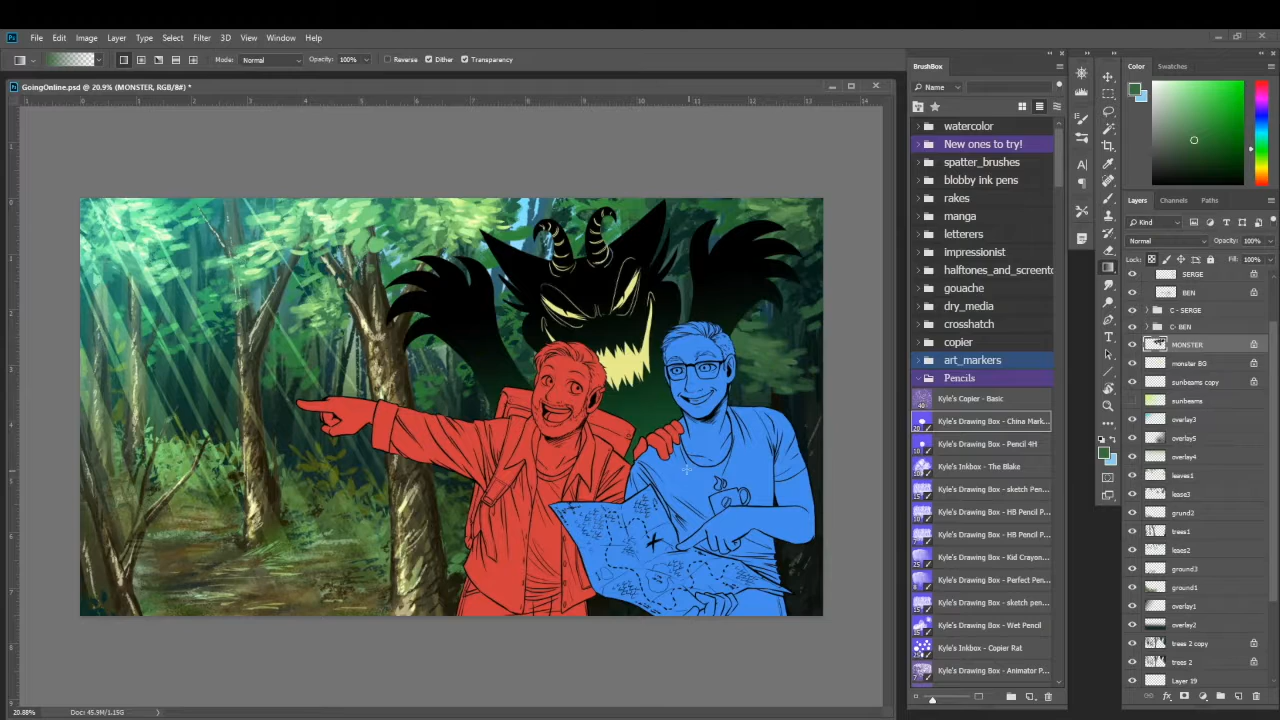 Ps File Edit Image Layer Type Select Filter 3D View Window Help
Mode: Normal Opacity: 100% Reverse Dither Transparency
GoingOnline.psd @ 20.9% (MONSTER, RGB/8#) *
BrushBox
Name
watercolor
New ones to try!
spatter_brushes
blobby ink pens
rakes
manga
letterers
impressionist
halftones_and_screento
gouache
dry_media
crosshatch
copier
art_markers
Pencils
Kyle's Copier - Basic
Kyle's Drawing Box - China Mark...
Kyle's Drawing Box - Pencil 4H
Kyle's Inkbox - The Blake
Kyle's Drawing Box - sketch Pen...
Kyle's Drawing Box - HB Pencil P...
Kyle's Drawing Box - HB Pencil P...
Kyle's Drawing Box - Kid Crayon...
Kyle's Drawing Box - Perfect Pen...
Kyle's Drawing Box - sketch pen...
Kyle's Drawing Box - Wet Pencil
Kyle's Inkbox - Copier Rat
Kyle's Drawing Box - Animator P...
Color Swatches
Layers Channels Paths
Kind
Normal Opacity: 100%
Lock: Fill: 100%
SERGE
BEN
C - SERGE
C- BEN
MONSTER
monster BG
sunbeams copy
sunbeams
overlay3
overlay5
overlay4
leaves1
lease3
grund2
trees1
leaes2
ground3
ground1
overlay1
overlay2
trees 2 copy
trees 2
Layer 19
20.88% Doc: 45.9M/1.15G